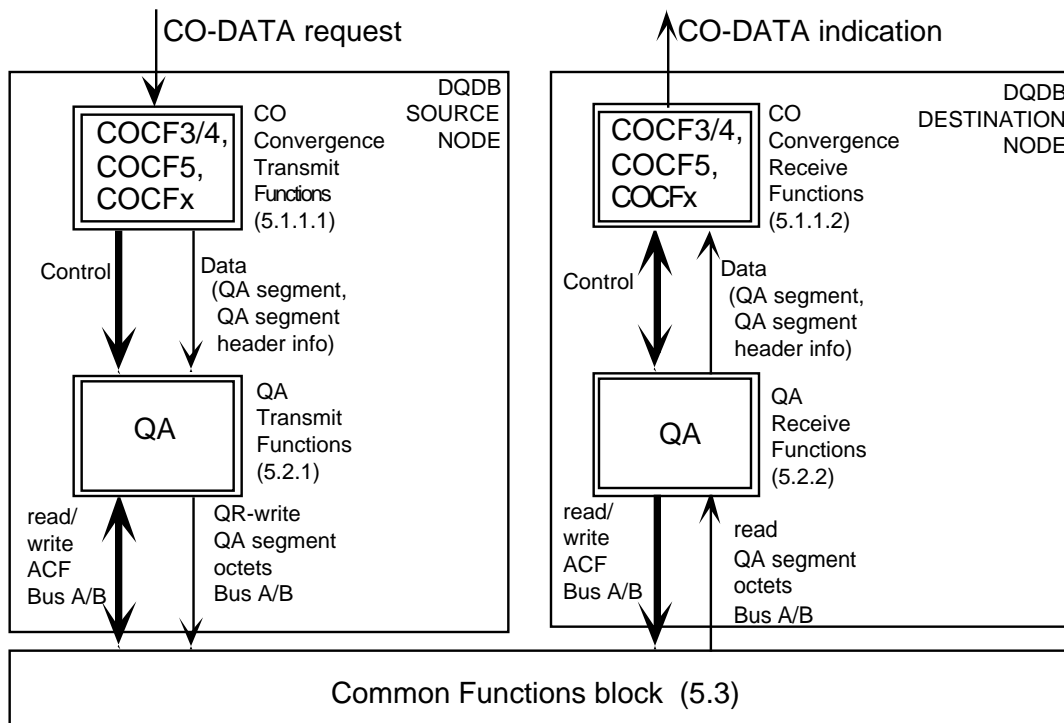 CO-DATA request
DQDB
SOURCE
NODE
COCF3/4,
COCF5,
COCFx
CO
Convergence
Transmit
Functions
(5.1.1.1)
Control
Data
(QA segment,
QA segment
header info)
QA
QA
Transmit
Functions
(5.2.1)
read/
write
ACF
Bus A/B
QR-write
QA segment
octets
Bus A/B
CO-DATA indication
DQDB
DESTINATION
NODE
COCF3/4,
COCF5,
COCFx
CO
Convergence
Receive
Functions
(5.1.1.2)
Control
Data
(QA segment,
QA segment
header info)
QA
QA
Receive
Functions
(5.2.2)
read/
write
ACF
Bus A/B
read
QA segment
octets
Bus A/B
Common Functions block (5.3)